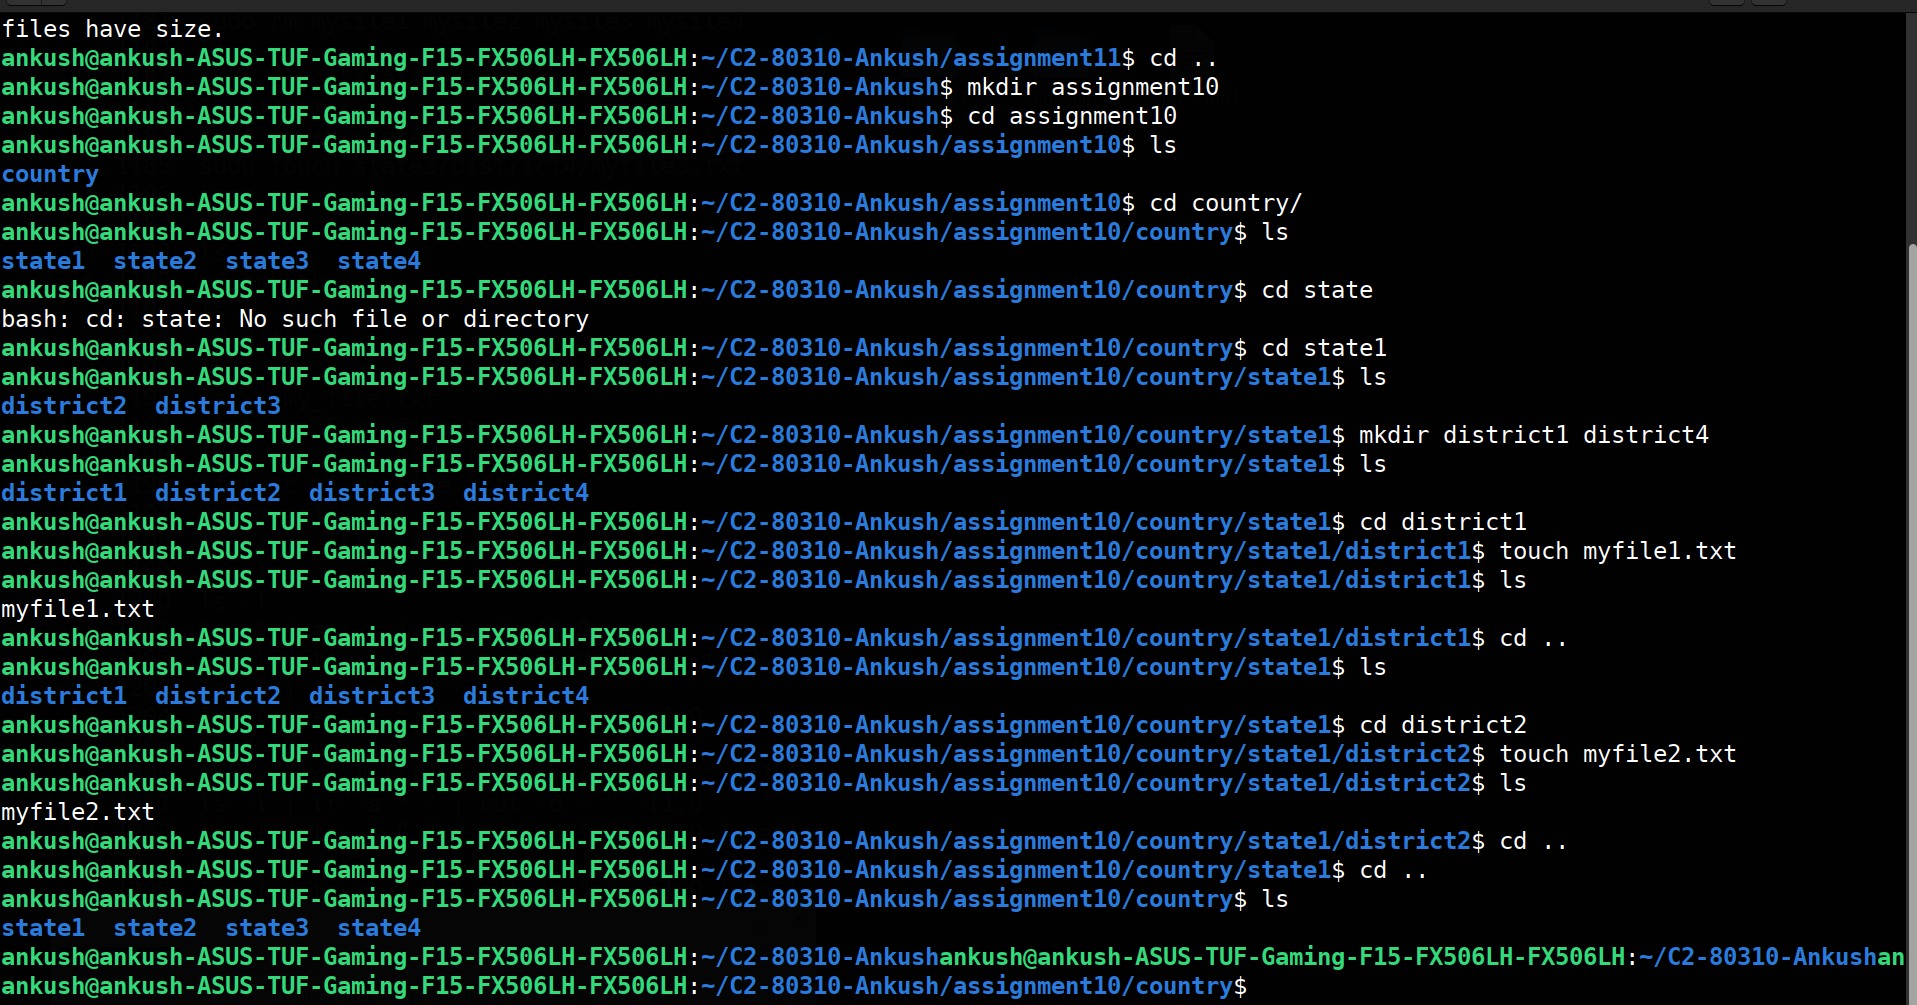 files have size.
ankush@ankush-ASUS-TUF-Gaming-F15-FX506LH-FX506LH:~/C2-80310-Ankush/assignment11$ cd ..
ankush@ankush-ASUS-TUF-Gaming-F15-FX506LH-FX506LH:~/C2-80310-Ankush$ mkdir assignment10
ankush@ankush-ASUS-TUF-Gaming-F15-FX506LH-FX506LH:~/C2-80310-Ankush$ cd assignment10
ankush@ankush-ASUS-TUF-Gaming-F15-FX506LH-FX506LH:~/C2-80310-Ankush/assignment10$ ls
country
ankush@ankush-ASUS-TUF-Gaming-F15-FX506LH-FX506LH:~/C2-80310-Ankush/assignment10$ cd country/
ankush@ankush-ASUS-TUF-Gaming-F15-FX506LH-FX506LH:~/C2-80310-Ankush/assignment10/country$ ls
state1  state2  state3  state4
ankush@ankush-ASUS-TUF-Gaming-F15-FX506LH-FX506LH:~/C2-80310-Ankush/assignment10/country$ cd state
bash: cd: state: No such file or directory
ankush@ankush-ASUS-TUF-Gaming-F15-FX506LH-FX506LH:~/C2-80310-Ankush/assignment10/country$ cd state1
ankush@ankush-ASUS-TUF-Gaming-F15-FX506LH-FX506LH:~/C2-80310-Ankush/assignment10/country/state1$ ls
district2  district3
ankush@ankush-ASUS-TUF-Gaming-F15-FX506LH-FX506LH:~/C2-80310-Ankush/assignment10/country/state1$ mkdir district1 district4
ankush@ankush-ASUS-TUF-Gaming-F15-FX506LH-FX506LH:~/C2-80310-Ankush/assignment10/country/state1$ ls
district1  district2  district3  district4
ankush@ankush-ASUS-TUF-Gaming-F15-FX506LH-FX506LH:~/C2-80310-Ankush/assignment10/country/state1$ cd district1
ankush@ankush-ASUS-TUF-Gaming-F15-FX506LH-FX506LH:~/C2-80310-Ankush/assignment10/country/state1/district1$ touch myfile1.txt
ankush@ankush-ASUS-TUF-Gaming-F15-FX506LH-FX506LH:~/C2-80310-Ankush/assignment10/country/state1/district1$ ls
myfile1.txt
ankush@ankush-ASUS-TUF-Gaming-F15-FX506LH-FX506LH:~/C2-80310-Ankush/assignment10/country/state1/district1$ cd ..
ankush@ankush-ASUS-TUF-Gaming-F15-FX506LH-FX506LH:~/C2-80310-Ankush/assignment10/country/state1$ ls
district1  district2  district3  district4
ankush@ankush-ASUS-TUF-Gaming-F15-FX506LH-FX506LH:~/C2-80310-Ankush/assignment10/country/state1$ cd district2
ankush@ankush-ASUS-TUF-Gaming-F15-FX506LH-FX506LH:~/C2-80310-Ankush/assignment10/country/state1/district2$ touch myfile2.txt
ankush@ankush-ASUS-TUF-Gaming-F15-FX506LH-FX506LH:~/C2-80310-Ankush/assignment10/country/state1/district2$ ls
myfile2.txt
ankush@ankush-ASUS-TUF-Gaming-F15-FX506LH-FX506LH:~/C2-80310-Ankush/assignment10/country/state1/district2$ cd ..
ankush@ankush-ASUS-TUF-Gaming-F15-FX506LH-FX506LH:~/C2-80310-Ankush/assignment10/country/state1$ cd ..
ankush@ankush-ASUS-TUF-Gaming-F15-FX506LH-FX506LH:~/C2-80310-Ankush/assignment10/country$ ls
state1  state2  state3  state4
ankush@ankush-ASUS-TUF-Gaming-F15-FX506LH-FX506LH:~/C2-80310-Ankushankush@ankush-ASUS-TUF-Gaming-F15-FX506LH-FX506LH:~/C2-80310-Ankushan
ankush@ankush-ASUS-TUF-Gaming-F15-FX506LH-FX506LH:~/C2-80310-Ankush/assignment10/country$